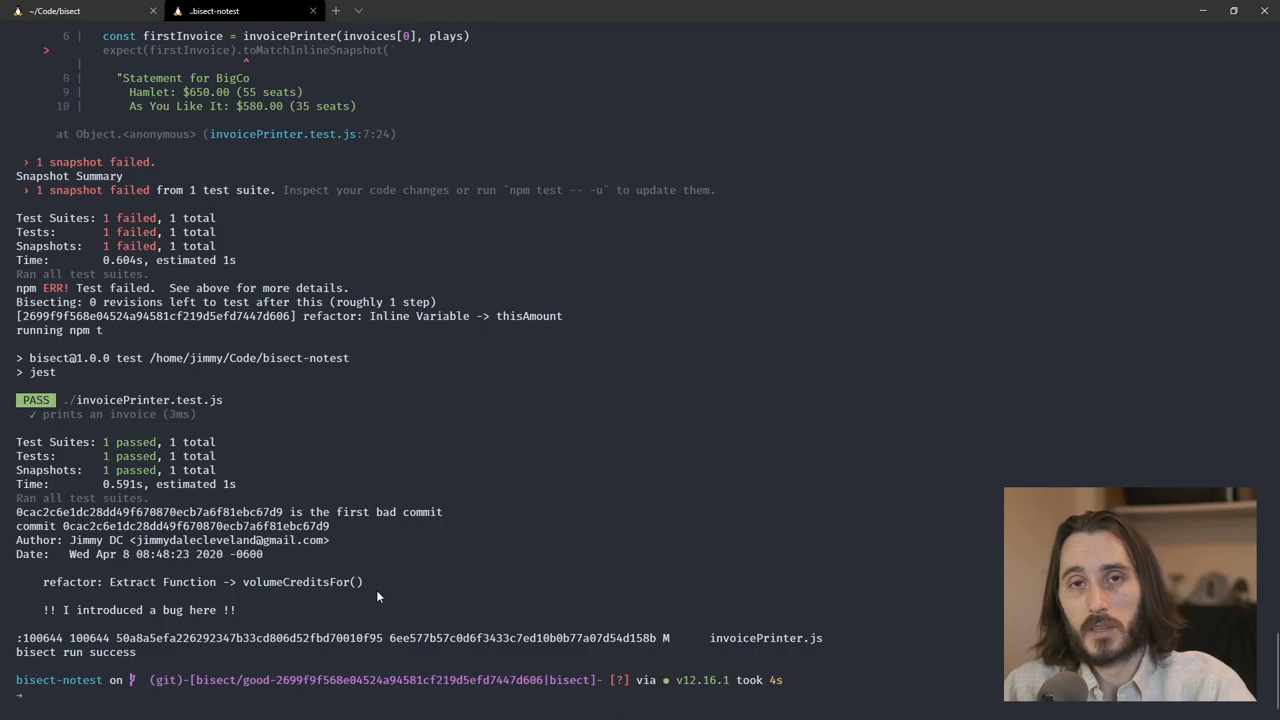 ~/Code/bisect
..bisect-notest
6 | const firstInvoice = invoicePrinter(invoices[0], plays)
> expect(firstInvoice).toMatchInlineSnapshot(`
| ^
8 | "Statement for BigCo
9 | Hamlet: $650.00 (55 seats)
10 | As You Like It: $580.00 (35 seats)
at Object.<anonymous> (invoicePrinter.test.js:7:24)
› 1 snapshot failed.
Snapshot Summary
› 1 snapshot failed from 1 test suite. Inspect your code changes or run `npm test -- -u` to update them.
Test Suites: 1 failed, 1 total
Tests: 1 failed, 1 total
Snapshots: 1 failed, 1 total
Time: 0.604s, estimated 1s
Ran all test suites.
npm ERR! Test failed. See above for more details.
Bisecting: 0 revisions left to test after this (roughly 1 step)
[2699f9f568e04524a94581cf219d5efd7447d606] refactor: Inline Variable -> thisAmount
running npm t
> bisect@1.0.0 test /home/jimmy/Code/bisect-notest
> jest
PASS ./invoicePrinter.test.js
✓ prints an invoice (3ms)
Test Suites: 1 passed, 1 total
Tests: 1 passed, 1 total
Snapshots: 1 passed, 1 total
Time: 0.591s, estimated 1s
Ran all test suites.
0cac2c6e1dc28dd49f670870ecb7a6f81ebc67d9 is the first bad commit
commit 0cac2c6e1dc28dd49f670870ecb7a6f81ebc67d9
Author: Jimmy DC <jimmydalecleveland@gmail.com>
Date: Wed Apr 8 08:48:23 2020 -0600
refactor: Extract Function -> volumeCreditsFor()
!! I introduced a bug here !!
:100644 100644 50a8a5efa226292347b33cd806d52fbd70010f95 6ee577b57c0d6f3433c7ed10b0b77a07d54d158b M invoicePrinter.js
bisect run success
bisect-notest on (git)-[bisect/good-2699f9f568e04524a94581cf219d5efd7447d606|bisect]- [?] via ● v12.16.1 took 4s
→